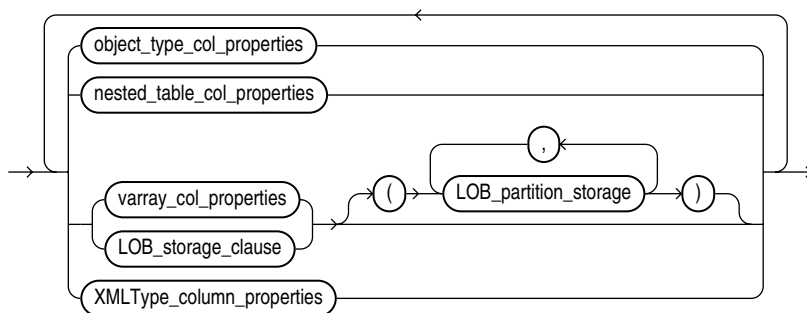 object_type_col_properties
nested_table_col_properties
,
varray_col_properties
( LOB_partition_storage )
LOB_storage_clause
XMLType_column_properties